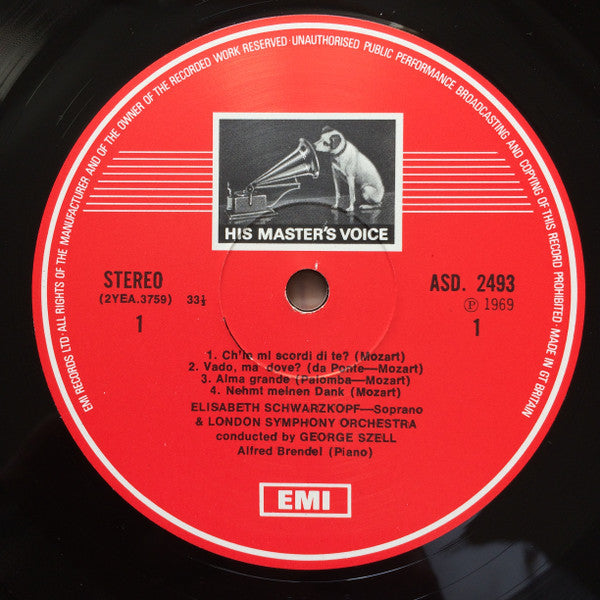 EMI RECORDS LTD·ALL RIGHTS OF THE MANUFACTURER AND OF THE OWNER OF THE RECORDED WORK RESERVED·UNAUTHORISED PUBLIC PERFORMANCE BROADCASTING AND COPYING OF THIS RECORD PROHIBITED·MADE IN GT BRITAIN
HIS MASTER'S VOICE
STEREO
(2YEA.3759) 33⅓
1
ASD. 2493
Ⓟ 1969
1
1. Ch'io mi scordi di te? (Mozart)
2. Vado, ma dove? (da Ponte—Mozart)
3. Alma grande (Palomba—Mozart)
4. Nehmt meinen Dank (Mozart)
ELISABETH SCHWARZKOPF—Soprano
& LONDON SYMPHONY ORCHESTRA
conducted by GEORGE SZELL
Alfred Brendel (Piano)
EMI